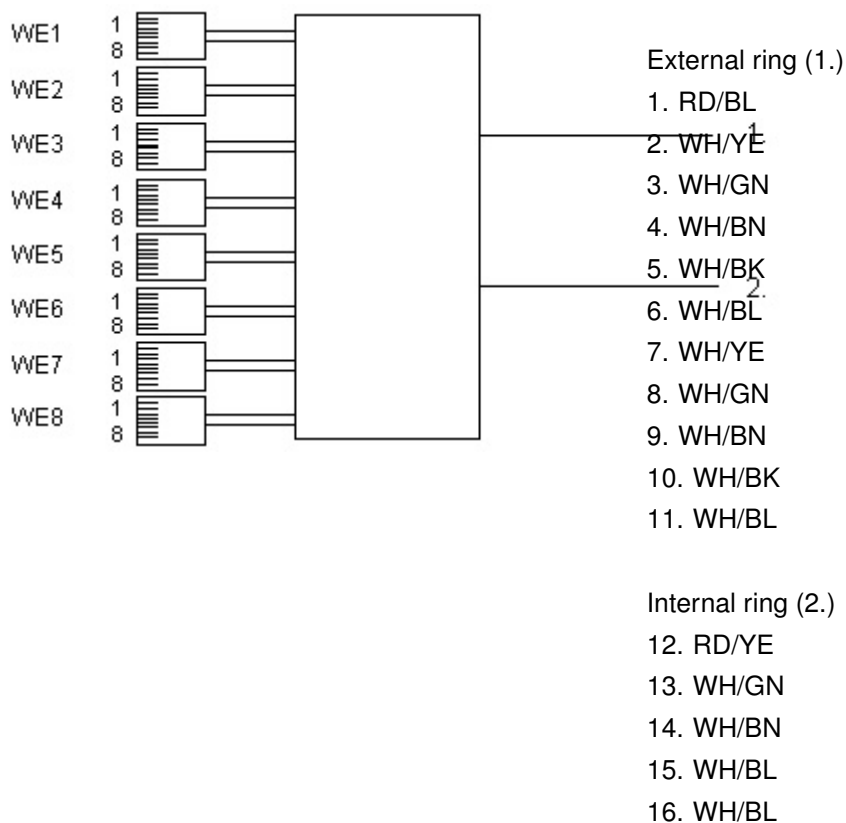 WE1 1
8
WE2 1
8
WE3 1
8
WE4 1
8
WE5 1
8
WE6 1
8
WE7 1
8
WE8 1
8
1.
2.
External ring (1.)
1. RD/BL
2. WH/YE
3. WH/GN
4. WH/BN
5. WH/BK
6. WH/BL
7. WH/YE
8. WH/GN
9. WH/BN
10. WH/BK
11. WH/BL
Internal ring (2.)
12. RD/YE
13. WH/GN
14. WH/BN
15. WH/BL
16. WH/BL